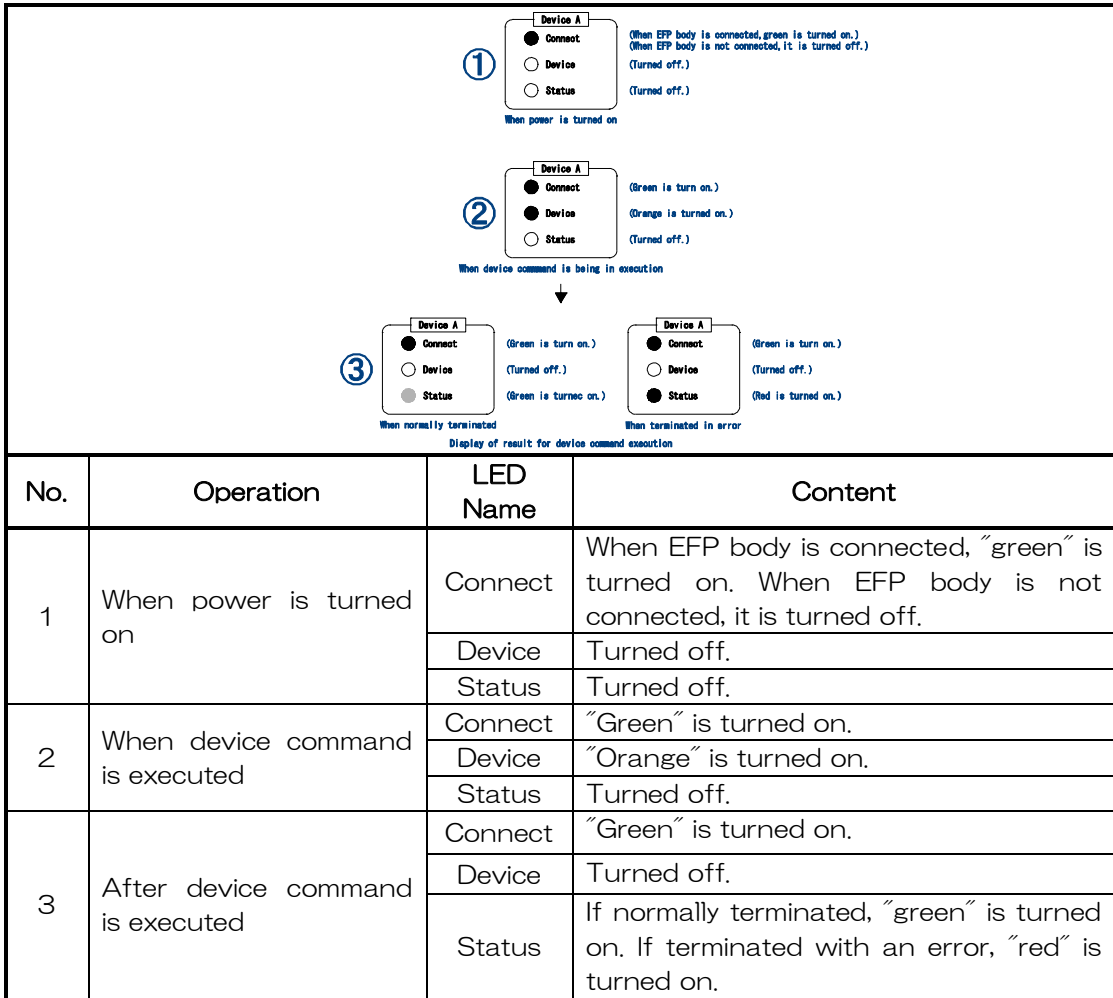 Device A
Connect (When EFP body is connected,green is turned on.)
(When EFP body is not connected,it is turned off.)
① Device (Turned off.)
Status (Turned off.)
When power is turned on
Device A
Connect (Green is turn on.)
② Device (Orange is turned on.)
Status (Turned off.)
When device commmand is being in execution
Device A
Connect (Green is turn on.)
③ Device (Turned off.)
Status (Green is turnec on.)
When normally terminated
Device A
Connect (Green is turn on.)
Device (Turned off.)
Status (Red is turned on.)
When terminated in error
Display of result for device command execution
No. Operation LED Name Content
1 When power is turned on
Connect When EFP body is connected, "green" is
turned on. When EFP body is not
connected, it is turned off.
Device Turned off.
Status Turned off.
2 When device command
is executed
Connect "Green" is turned on.
Device "Orange" is turned on.
Status Turned off.
3 After device command
is executed
Connect "Green" is turned on.
Device Turned off.
Status If normally terminated, "green" is turned
on. If terminated with an error, "red" is
turned on.